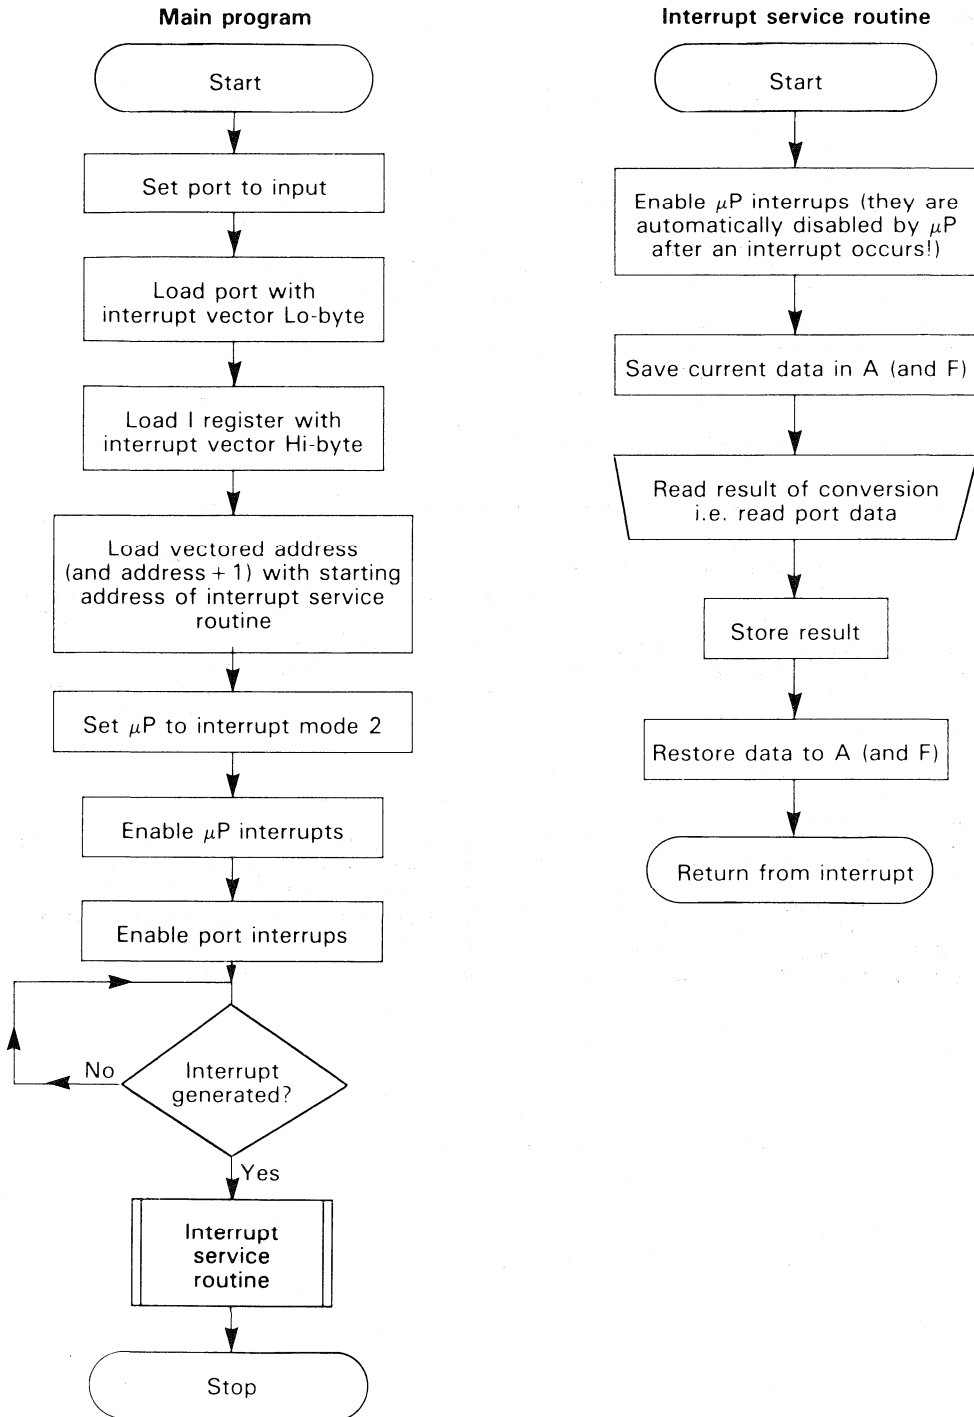 Main program
Start
Set port to input
Load port with
interrupt vector Lo-byte
Load I register with
interrupt vector Hi-byte
Load vectored address
(and address + 1) with starting
address of interrupt service
routine
Set μP to interrupt mode 2
Enable μP interrupts
Enable port interrups
No
Interrupt
generated?
Yes
Interrupt
service
routine
Stop
Interrupt service routine
Start
Enable μP interrups (they are
automatically disabled by μP
after an interrupt occurs!)
Save current data in A (and F)
Read result of conversion
i.e. read port data
Store result
Restore data to A (and F)
Return from interrupt